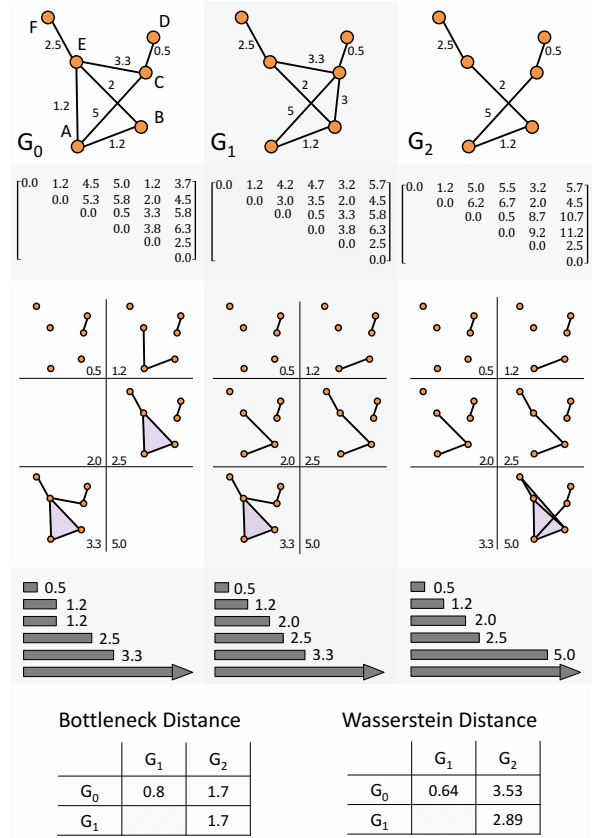 F
E
D
C
B
A
2.5
3.3
0.5
2
1.2
5
1.2
G0
2.5
3.3
0.5
2
3
5
1.2
G1
2.5
0.5
2
5
1.2
G2
0.0 1.2 4.5 5.0 1.2 3.7
0.0 5.3 5.8 2.0 4.5
0.0 0.5 3.3 5.8
0.0 3.8 6.3
0.0 2.5
0.0
0.0 1.2 4.2 4.7 3.2 5.7
0.0 3.0 3.5 2.0 4.5
0.0 0.5 3.3 5.8
0.0 3.8 6.3
0.0 2.5
0.0
0.0 1.2 5.0 5.5 3.2 5.7
0.0 6.2 6.7 2.0 4.5
0.0 0.5 8.7 10.7
0.0 9.2 11.2
0.0 2.5
0.0
0.5 1.2
2.0 2.5
3.3 5.0
0.5 1.2
2.0 2.5
3.3 5.0
0.5 1.2
2.0 2.5
3.3 5.0
0.5
1.2
1.2
2.5
3.3
0.5
1.2
2.0
2.5
3.3
0.5
1.2
2.0
2.5
5.0
Bottleneck Distance
G1 G2
G0 0.8 1.7
G1 1.7
Wasserstein Distance
G1 G2
G0 0.64 3.53
G1 2.89